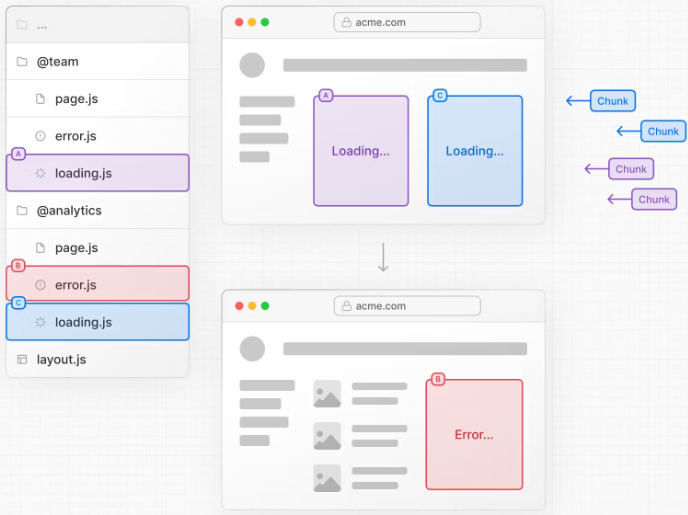 ...
@team
page.js
error.js
A
loading.js
@analytics
page.js
B
error.js
C
loading.js
layout.js
acme.com
A
Loading...
C
Loading...
Chunk
Chunk
Chunk
Chunk
acme.com
B
Error...